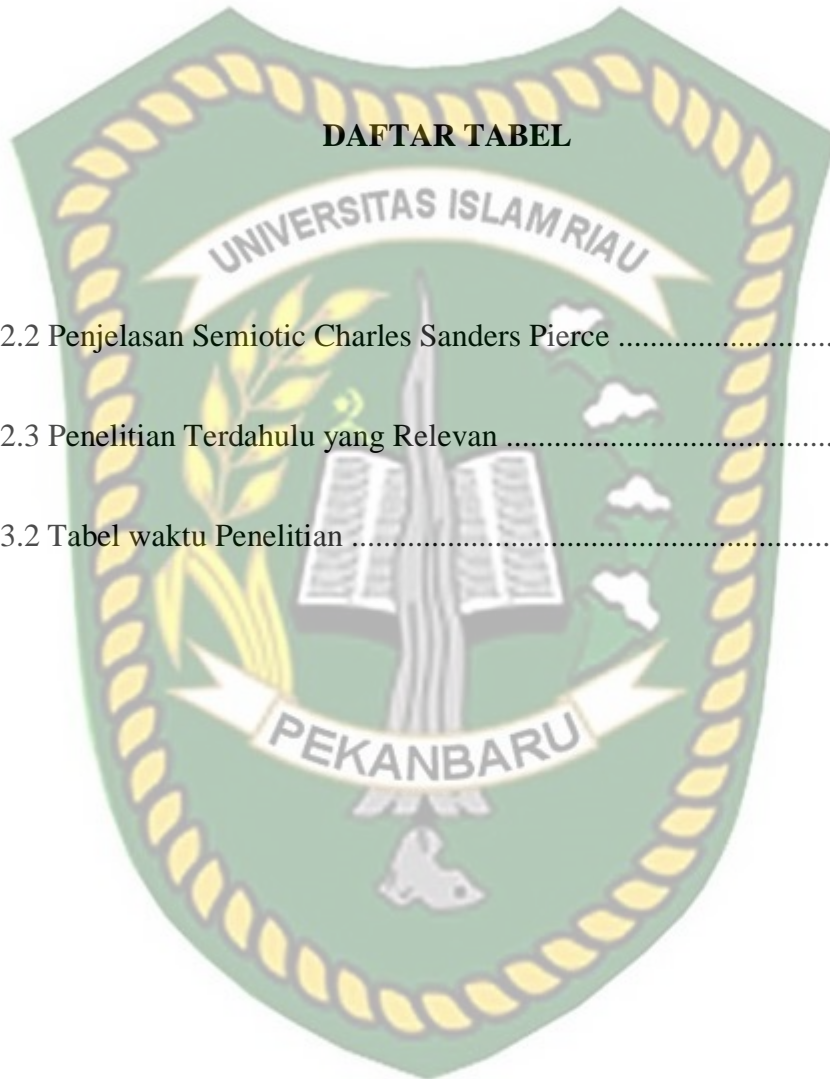 DAFTAR TABEL
UNIVERSITAS ISLAM RIAU
2.2 Penjelasan Semiotic Charles Sanders Pierce ...........................
2.3 Penelitian Terdahulu yang Relevan .........................................
3.2 Tabel waktu Penelitian ............................................................
PEKANBARU